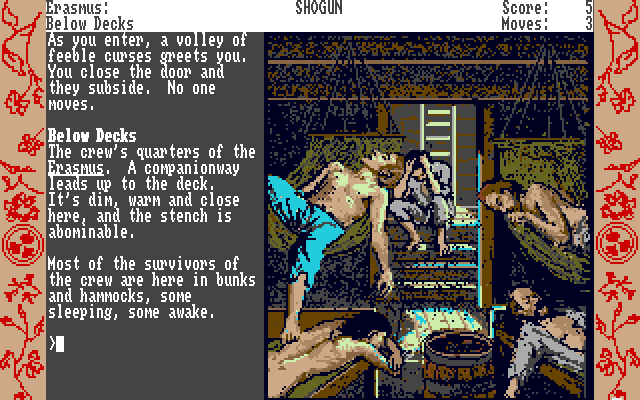 Erasmus: SHOGUN Score: 5
Below Decks Moves: 3
As you enter, a volley of
feeble curses greets you.
You close the door and
they subside. No one
moves.
Below Decks
The crew's quarters of the
Erasmus. A companionway
leads up to the deck.
It's dim, warm and close
here, and the stench is
abominable.
Most of the survivors of
the crew are here in bunks
and hammocks, some
sleeping, some awake.
>